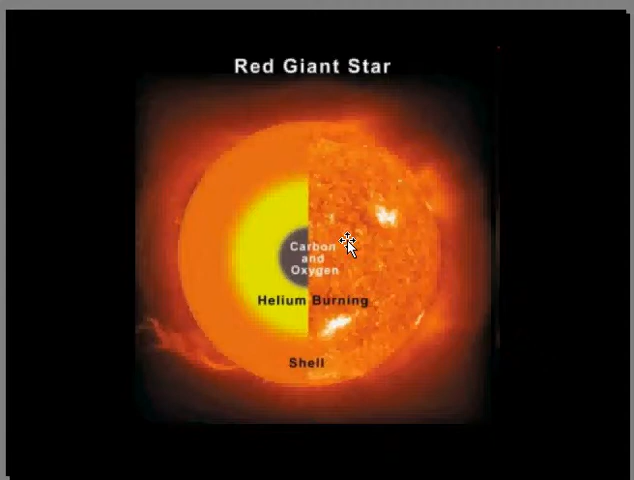 Red Giant Star
Carbon
and
Oxygen
Helium Burning
Shell